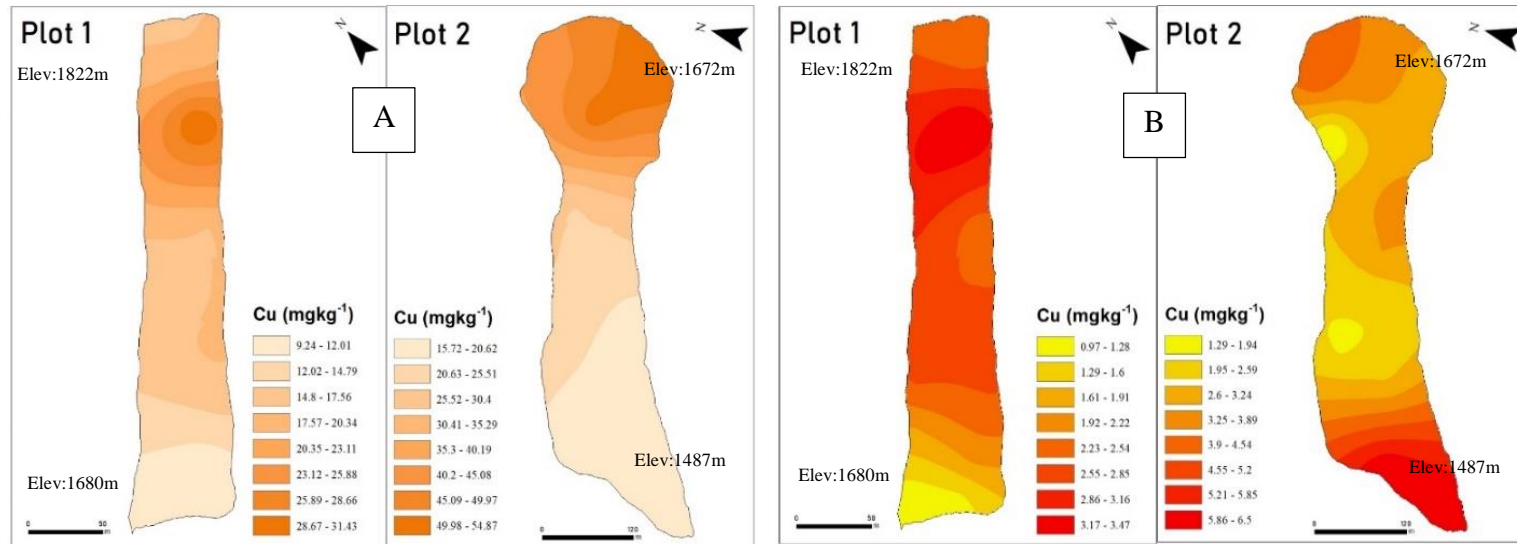 Plot 1
Elev:1822m
N
A
Cu (mgkg-1)
9.24 - 12.01
12.02 - 14.79
14.8 - 17.56
17.57 - 20.34
20.35 - 23.11
23.12 - 25.88
25.89 - 28.66
28.67 - 31.43
Elev:1680m
0 50
m
Plot 2
N
Elev:1672m
Cu (mgkg-1)
15.72 - 20.62
20.63 - 25.51
25.52 - 30.4
30.41 - 35.29
35.3 - 40.19
40.2 - 45.08
45.09 - 49.97
49.98 - 54.87
Elev:1487m
0 120
m
Plot 1
Elev:1822m
N
B
Cu (mgkg-1)
0.97 - 1.28
1.29 - 1.6
1.61 - 1.91
1.92 - 2.22
2.23 - 2.54
2.55 - 2.85
2.86 - 3.16
3.17 - 3.47
Elev:1680m
0 50
m
Plot 2
N
Elev:1672m
Cu (mgkg-1)
1.29 - 1.94
1.95 - 2.59
2.6 - 3.24
3.25 - 3.89
3.9 - 4.54
4.55 - 5.2
5.21 - 5.85
5.86 - 6.5
Elev:1487m
0 120
m